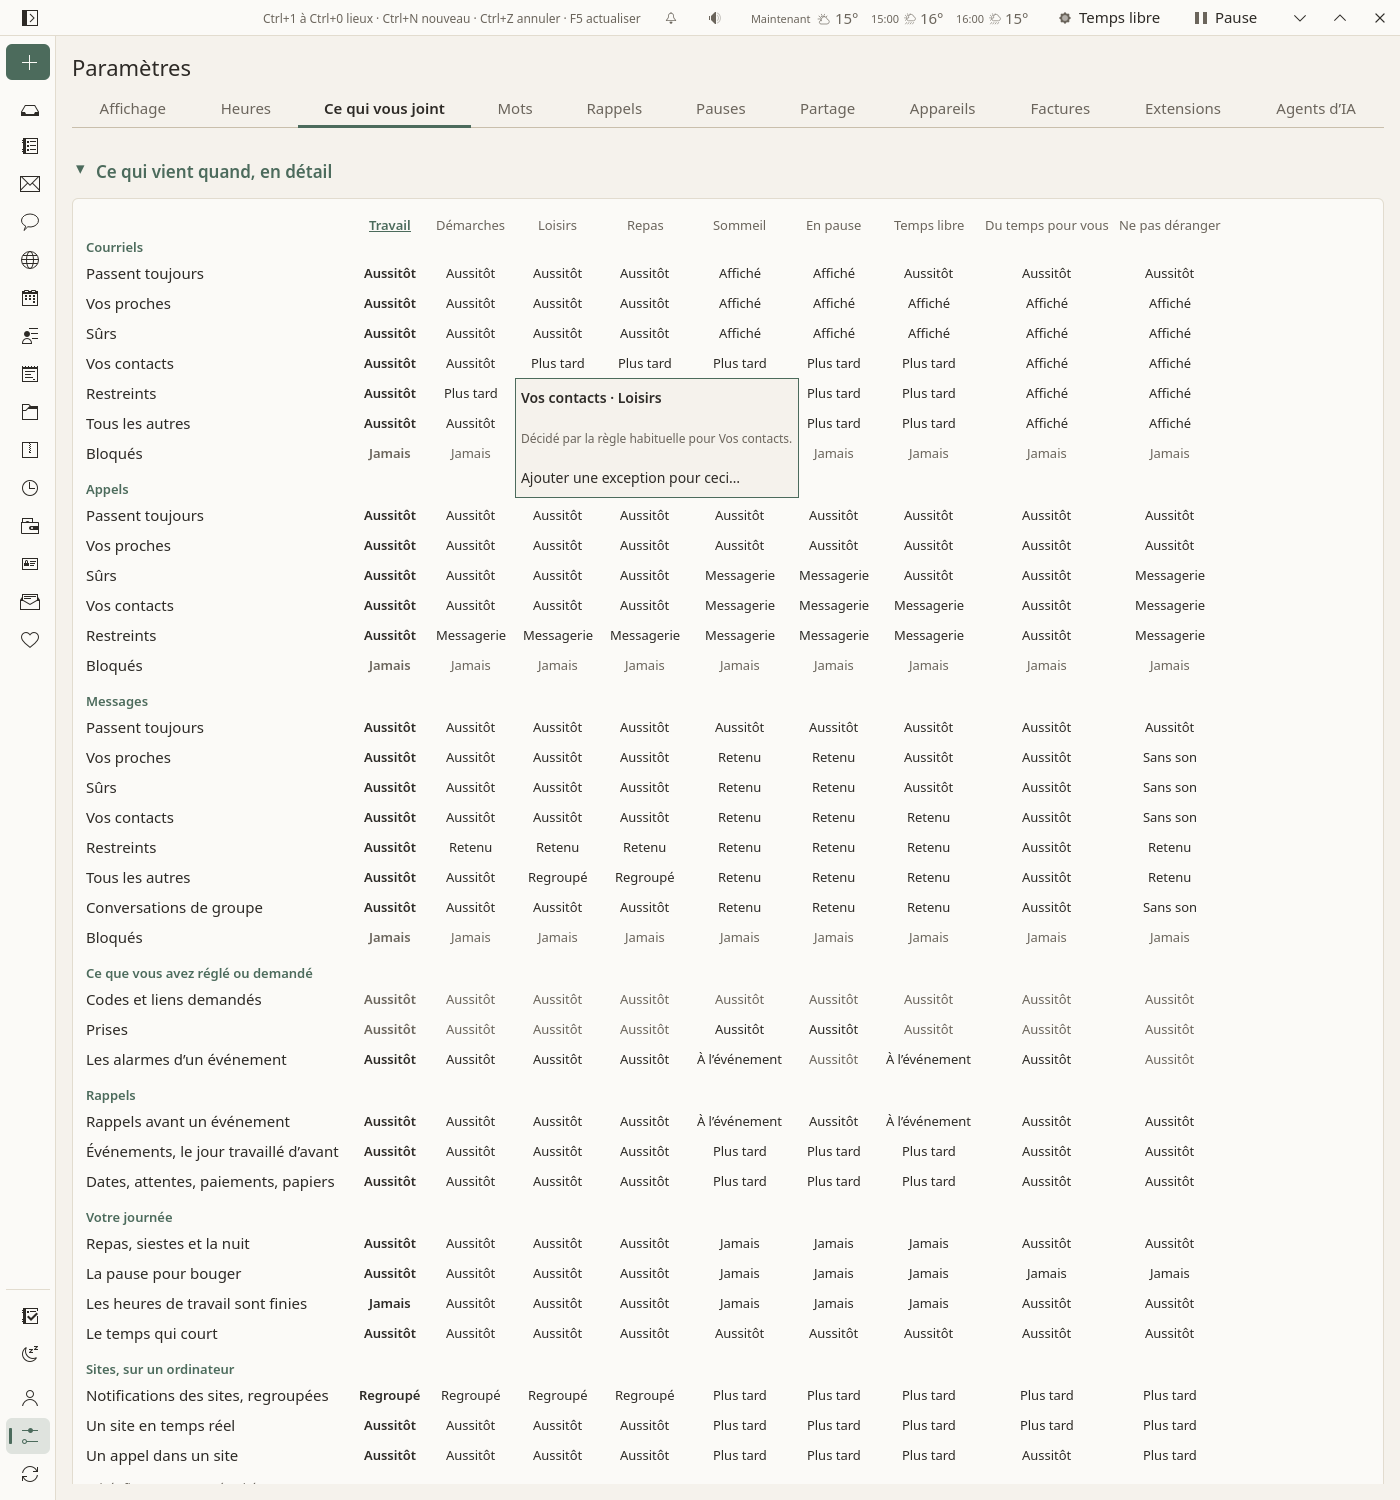 Ctrl+1 à Ctrl+0 lieux · Ctrl+N nouveau · Ctrl+Z annuler · F5 actualiser Maintenant 15° 15:00 16° 16:00 15° Temps libre Pause
Paramètres
Affichage Heures Ce qui vous joint Mots Rappels Pauses Partage Appareils Factures Extensions Agents d’IA
Ce qui vient quand, en détail
Travail Démarches Loisirs Repas Sommeil En pause Temps libre Du temps pour vous Ne pas déranger
Courriels
Passent toujours Aussitôt Aussitôt Aussitôt Aussitôt Affiché Affiché Aussitôt Aussitôt Aussitôt
Vos proches Aussitôt Aussitôt Aussitôt Aussitôt Affiché Affiché Affiché Affiché Affiché
Sûrs Aussitôt Aussitôt Aussitôt Aussitôt Affiché Affiché Affiché Affiché Affiché
Vos contacts Aussitôt Aussitôt Plus tard Plus tard Plus tard Plus tard Plus tard Affiché Affiché
Restreints Aussitôt Plus tard Plus tard Plus tard Affiché Affiché
Vos contacts · Loisirs
Tous les autres Aussitôt Aussitôt Plus tard Plus tard Affiché Affiché
Décidé par la règle habituelle pour Vos contacts.
Bloqués Jamais Jamais Jamais Jamais Jamais Jamais
Ajouter une exception pour ceci…
Appels
Passent toujours Aussitôt Aussitôt Aussitôt Aussitôt Aussitôt Aussitôt Aussitôt Aussitôt Aussitôt
Vos proches Aussitôt Aussitôt Aussitôt Aussitôt Aussitôt Aussitôt Aussitôt Aussitôt Aussitôt
Sûrs Aussitôt Aussitôt Aussitôt Aussitôt Messagerie Messagerie Aussitôt Aussitôt Messagerie
Vos contacts Aussitôt Aussitôt Aussitôt Aussitôt Messagerie Messagerie Messagerie Aussitôt Messagerie
Restreints Aussitôt Messagerie Messagerie Messagerie Messagerie Messagerie Messagerie Aussitôt Messagerie
Bloqués Jamais Jamais Jamais Jamais Jamais Jamais Jamais Jamais Jamais
Messages
Passent toujours Aussitôt Aussitôt Aussitôt Aussitôt Aussitôt Aussitôt Aussitôt Aussitôt Aussitôt
Vos proches Aussitôt Aussitôt Aussitôt Aussitôt Retenu Retenu Aussitôt Aussitôt Sans son
Sûrs Aussitôt Aussitôt Aussitôt Aussitôt Retenu Retenu Aussitôt Aussitôt Sans son
Vos contacts Aussitôt Aussitôt Aussitôt Aussitôt Retenu Retenu Retenu Aussitôt Sans son
Restreints Aussitôt Retenu Retenu Retenu Retenu Retenu Retenu Aussitôt Retenu
Tous les autres Aussitôt Aussitôt Regroupé Regroupé Retenu Retenu Retenu Aussitôt Retenu
Conversations de groupe Aussitôt Aussitôt Aussitôt Aussitôt Retenu Retenu Retenu Aussitôt Sans son
Bloqués Jamais Jamais Jamais Jamais Jamais Jamais Jamais Jamais Jamais
Ce que vous avez réglé ou demandé
Codes et liens demandés Aussitôt Aussitôt Aussitôt Aussitôt Aussitôt Aussitôt Aussitôt Aussitôt Aussitôt
Prises Aussitôt Aussitôt Aussitôt Aussitôt Aussitôt Aussitôt Aussitôt Aussitôt Aussitôt
Les alarmes d’un événement Aussitôt Aussitôt Aussitôt Aussitôt À l’événement Aussitôt À l’événement Aussitôt Aussitôt
Rappels
Rappels avant un événement Aussitôt Aussitôt Aussitôt Aussitôt À l’événement Aussitôt À l’événement Aussitôt Aussitôt
Événements, le jour travaillé d’avant Aussitôt Aussitôt Aussitôt Aussitôt Plus tard Plus tard Plus tard Aussitôt Aussitôt
Dates, attentes, paiements, papiers Aussitôt Aussitôt Aussitôt Aussitôt Plus tard Plus tard Plus tard Aussitôt Aussitôt
Votre journée
Repas, siestes et la nuit Aussitôt Aussitôt Aussitôt Aussitôt Jamais Jamais Jamais Aussitôt Aussitôt
La pause pour bouger Aussitôt Aussitôt Aussitôt Aussitôt Jamais Jamais Jamais Jamais Jamais
Les heures de travail sont finies Jamais Aussitôt Aussitôt Aussitôt Jamais Jamais Jamais Aussitôt Aussitôt
Le temps qui court Aussitôt Aussitôt Aussitôt Aussitôt Aussitôt Aussitôt Aussitôt Aussitôt Aussitôt
Sites, sur un ordinateur
Notifications des sites, regroupées Regroupé Regroupé Regroupé Regroupé Plus tard Plus tard Plus tard Plus tard Plus tard
Un site en temps réel Aussitôt Aussitôt Aussitôt Aussitôt Plus tard Plus tard Plus tard Plus tard Plus tard
Un appel dans un site Aussitôt Aussitôt Aussitôt Aussitôt Plus tard Plus tard Plus tard Aussitôt Plus tard